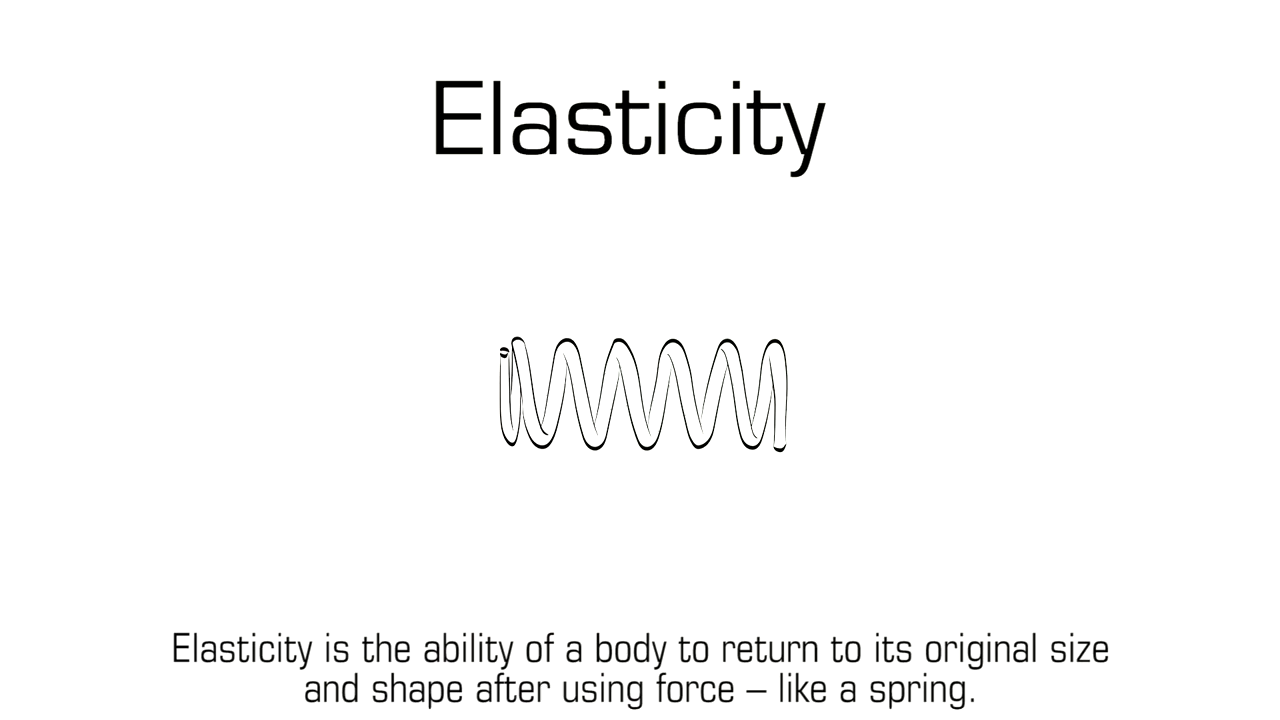 Elasticity
Elasticity is the ability of a body to return to its original size
and shape after using force – like a spring.